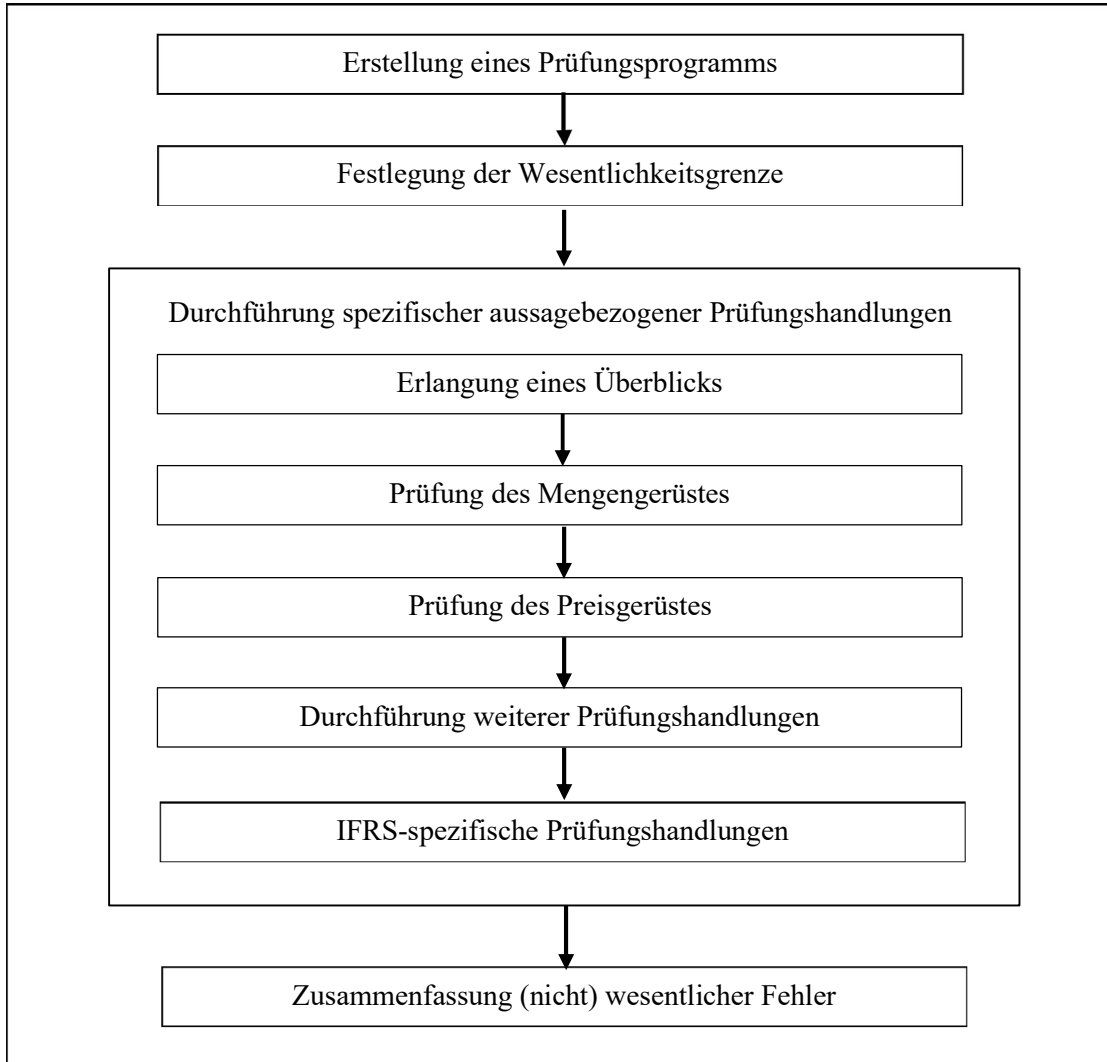 Erstellung eines Prüfungsprogramms
Festlegung der Wesentlichkeitsgrenze
Durchführung spezifischer aussagebezogener Prüfungshandlungen
Erlangung eines Überblicks
Prüfung des Mengengerüstes
Prüfung des Preisgerüstes
Durchführung weiterer Prüfungshandlungen
IFRS-spezifische Prüfungshandlungen
Zusammenfassung (nicht) wesentlicher Fehler